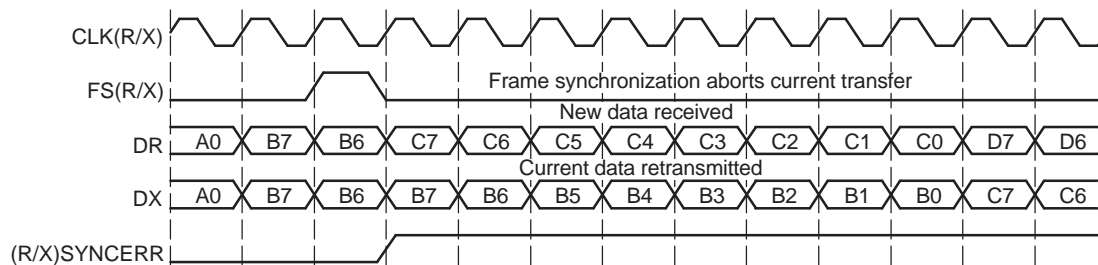 CLK(R/X)
FS(R/X) Frame synchronization aborts current transfer
New data received
DR A0 B7 B6 C7 C6 C5 C4 C3 C2 C1 C0 D7 D6
Current data retransmitted
DX A0 B7 B6 B7 B6 B5 B4 B3 B2 B1 B0 C7 C6
(R/X)SYNCERR